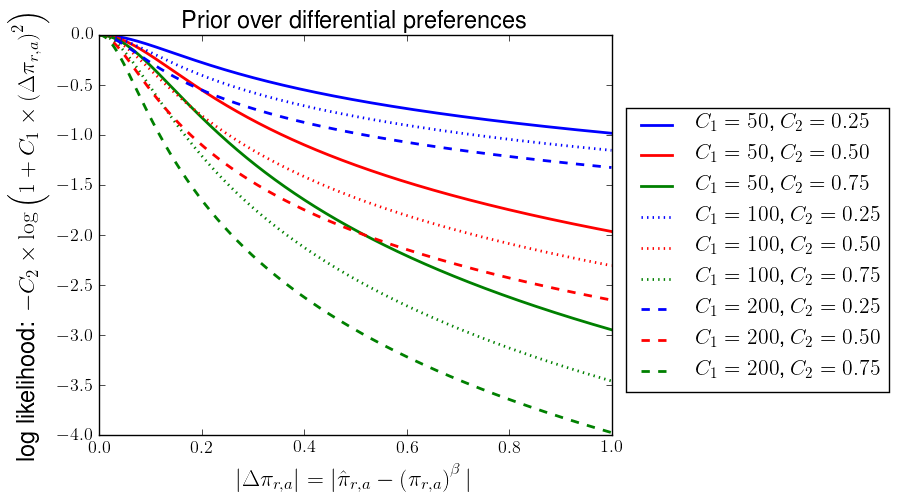 Prior over differential preferences
log likelihood: $-C_2 \times \log\left(1 + C_1 \times (\Delta\pi_{r,a})^2\right)$
0.0
−0.5
−1.0
−1.5
−2.0
−2.5
−3.0
−3.5
−4.0
0.0 0.2 0.4 0.6 0.8 1.0
$|\Delta\pi_{r,a}| = |\hat{\pi}_{r,a} - (\pi_{r,a})^{\beta}|$
$C_1 = 50, C_2 = 0.25$
$C_1 = 50, C_2 = 0.50$
$C_1 = 50, C_2 = 0.75$
$C_1 = 100, C_2 = 0.25$
$C_1 = 100, C_2 = 0.50$
$C_1 = 100, C_2 = 0.75$
$C_1 = 200, C_2 = 0.25$
$C_1 = 200, C_2 = 0.50$
$C_1 = 200, C_2 = 0.75$